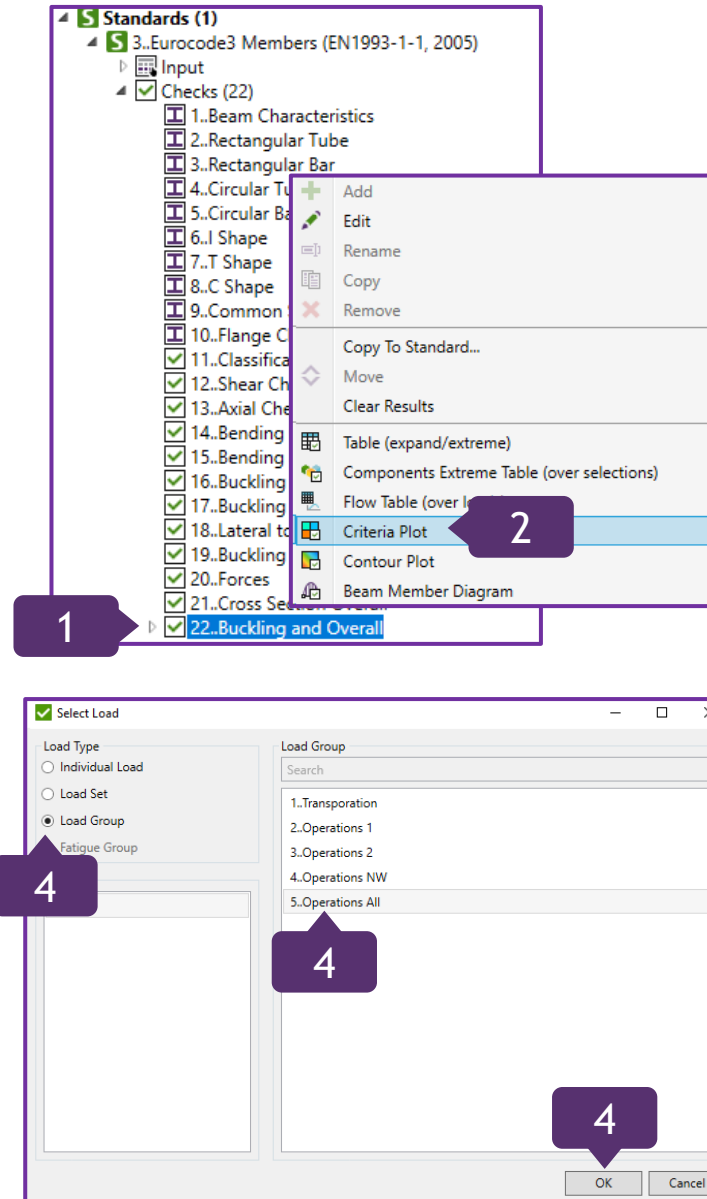 Standards (1)
3..Eurocode3 Members (EN1993-1-1, 2005)
Input
Checks (22)
1..Beam Characteristics
2..Rectangular Tube
3..Rectangular Bar
4..Circular Tu
5..Circular Ba
6..I Shape
7..T Shape
8..C Shape
9..Common
10..Flange C
11..Classifica
12..Shear Ch
13..Axial Che
14..Bending
15..Bending
16..Buckling
17..Buckling
18..Lateral to
19..Buckling
20..Forces
21..Cross Section Overall
22..Buckling and Overall
1
Add
Edit
Rename
Copy
Remove
Copy To Standard...
Move
Clear Results
Table (expand/extreme)
Components Extreme Table (over selections)
Flow Table (over
Criteria Plot
2
Contour Plot
Beam Member Diagram
Select Load
Load Type
Individual Load
Load Set
Load Group
Fatigue Group
4
Load Group
Search
1..Transporation
2..Operations 1
3..Operations 2
4..Operations NW
5..Operations All
4
4
OK
Cancel